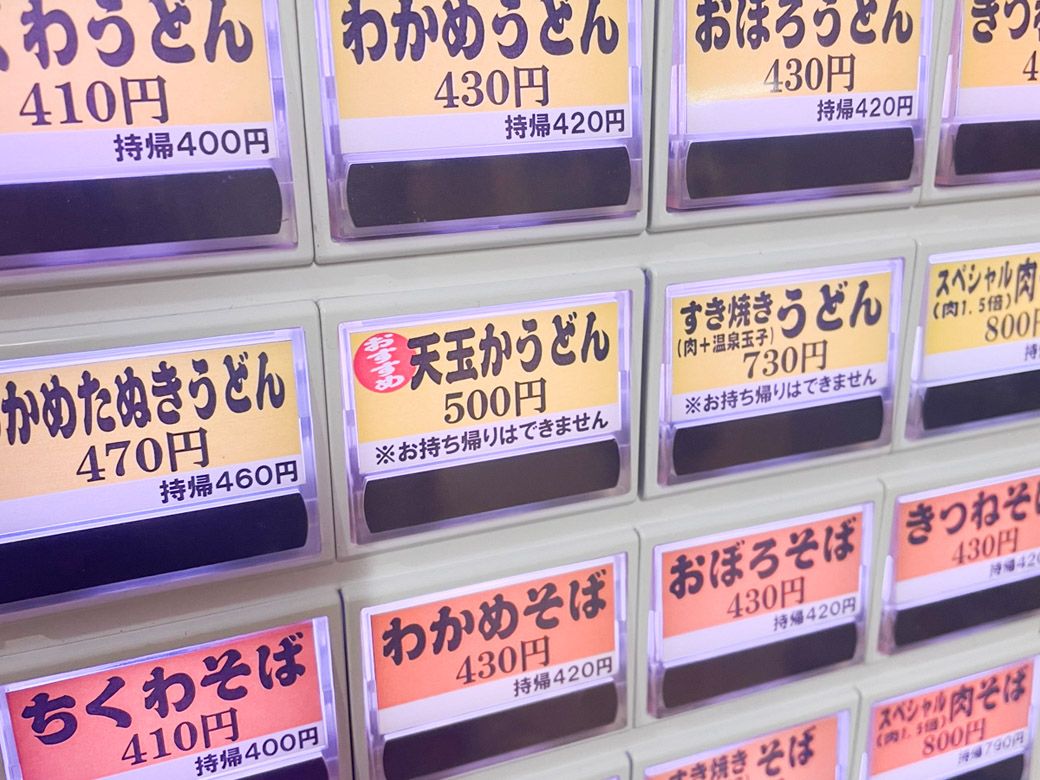 くわうどん
410円
持帰400円
わかめうどん
430円
持帰420円
おぼろうどん
430円
持帰420円
きつね
かめたぬきうどん
470円
持帰460円
おすすめ
天玉かうどん
500円
※お持ち帰りはできません
すき焼きうどん
(肉+温泉玉子)
730円
※お持ち帰りはできません
スペシャル肉
(肉1.5倍)
800円
持
ちくわそば
410円
持帰400円
わかめそば
430円
持帰420円
おぼろそば
430円
持帰420円
きつねそば
430円
持帰420
すき焼きそば
スペシャル肉そば
(肉1.5倍)
800円
持帰790円